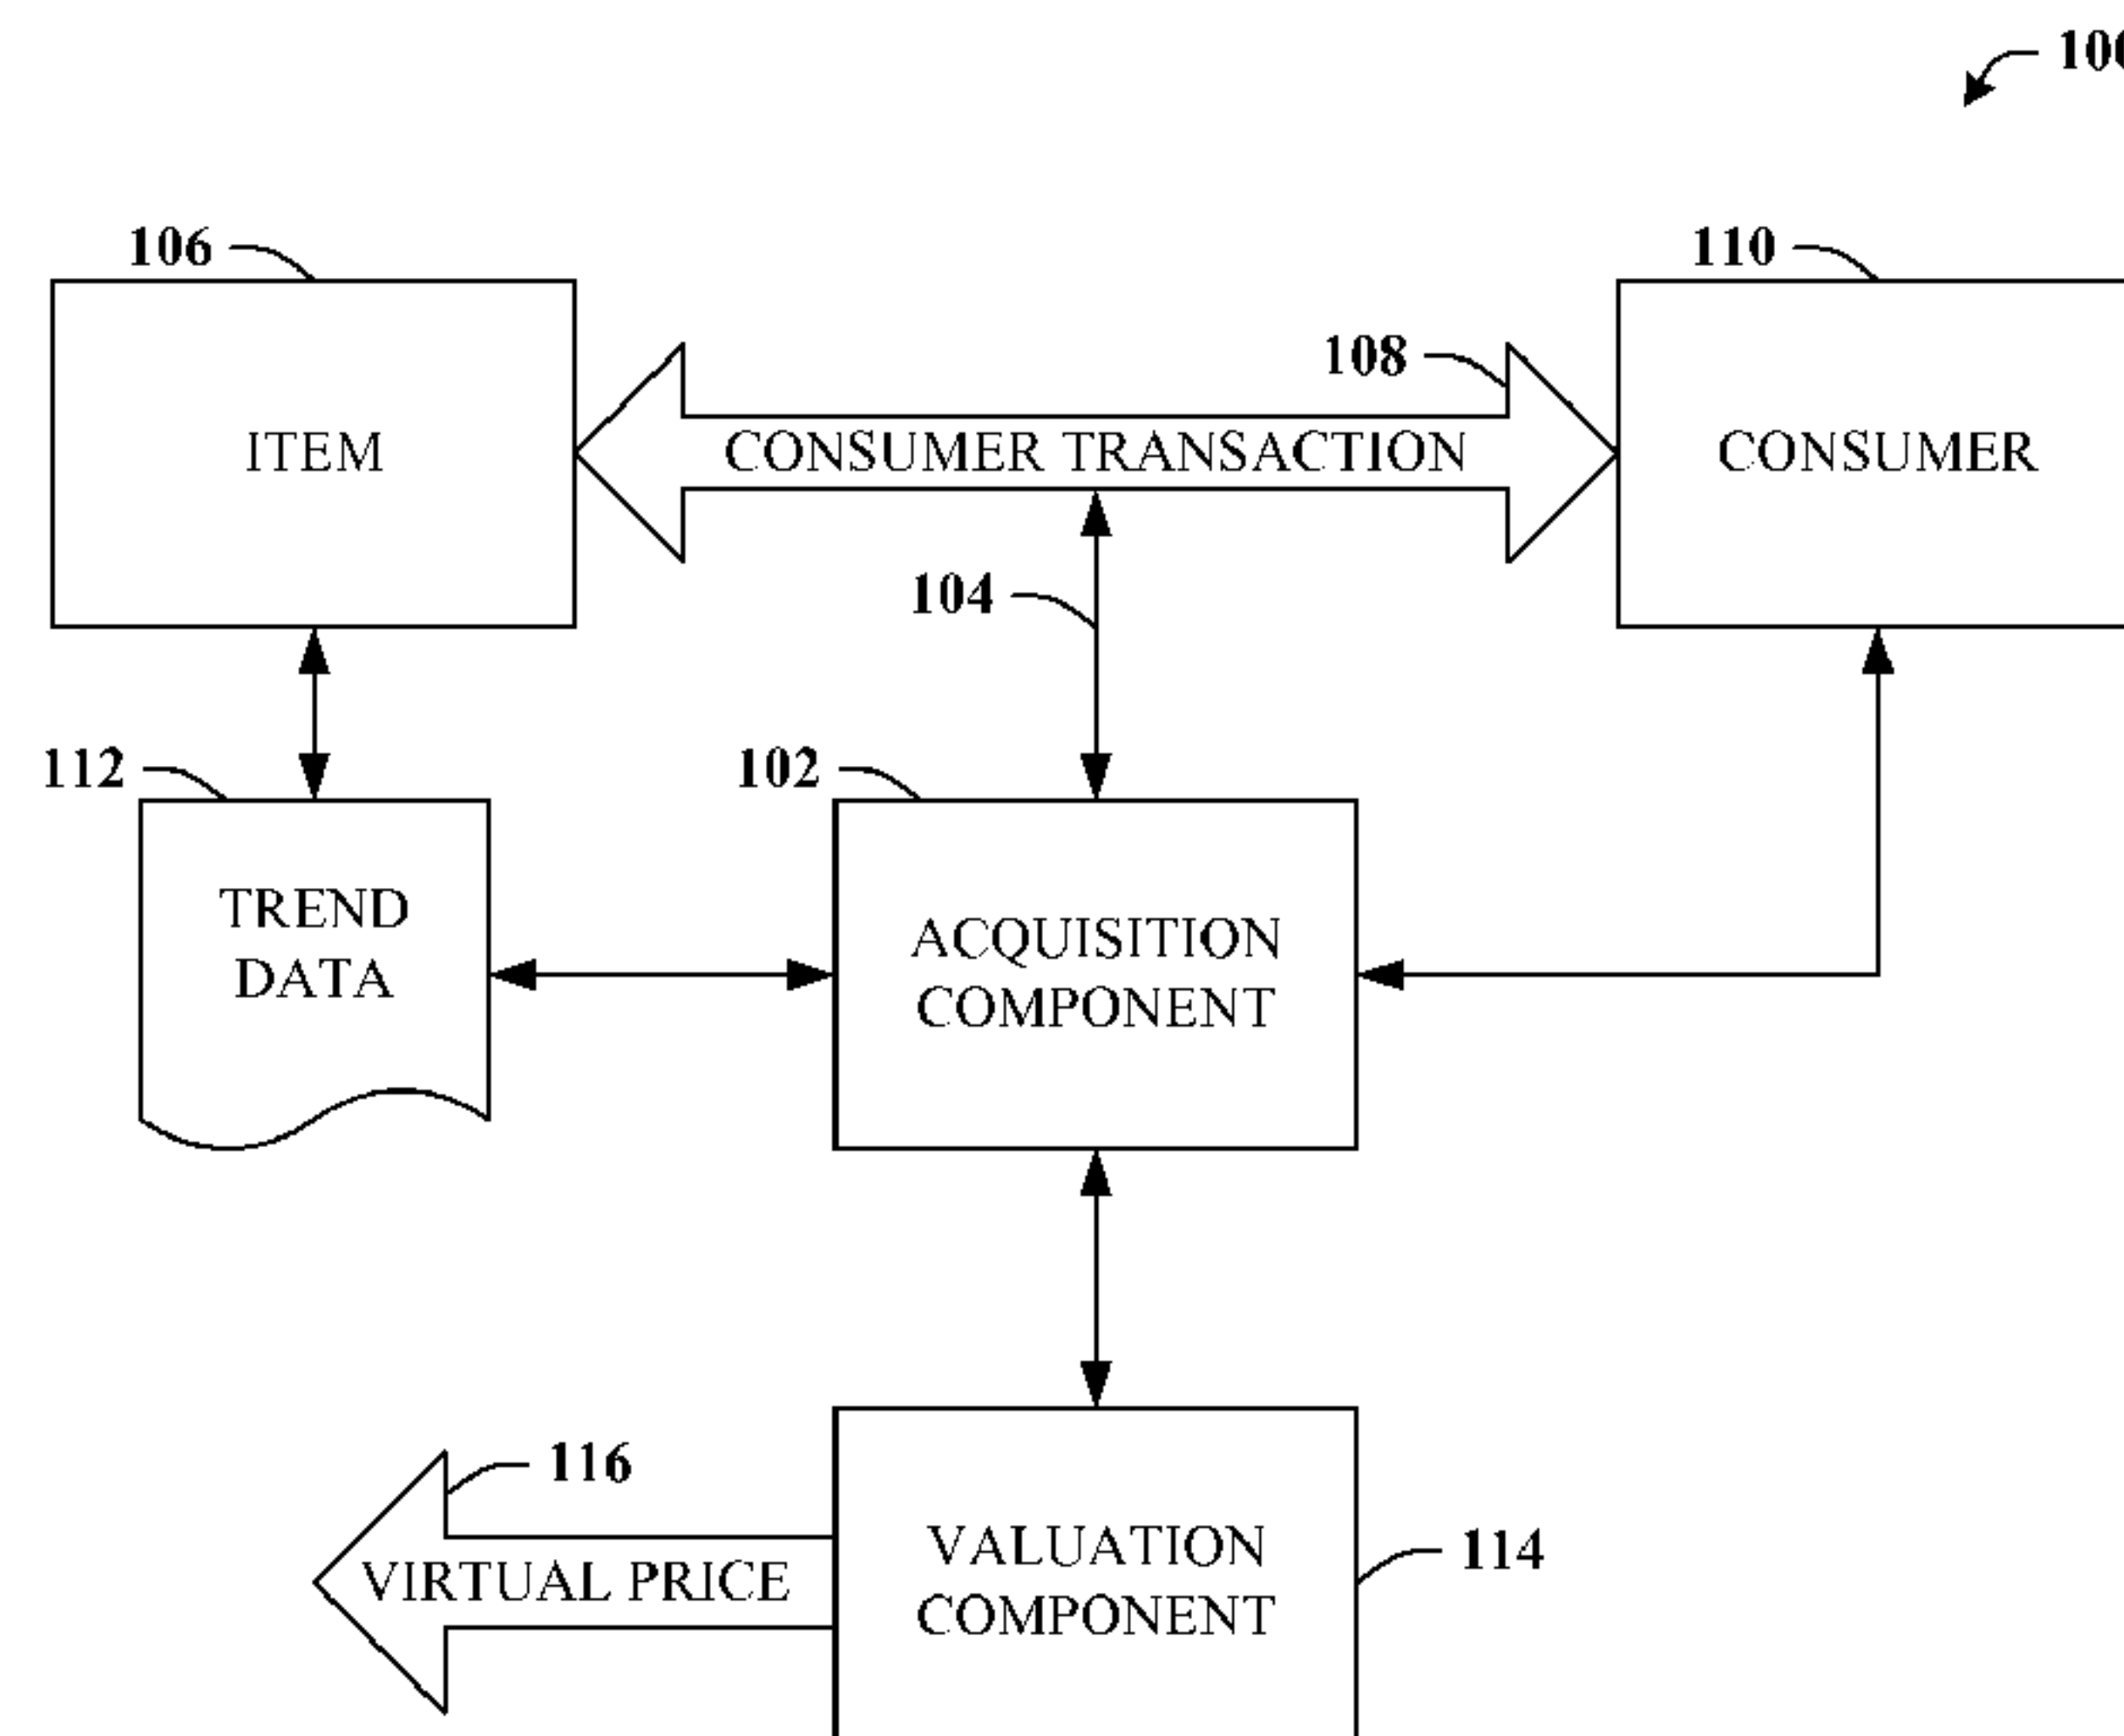 106
110
108
ITEM
CONSUMER TRANSACTION
CONSUMER
104
112
102
TREND
DATA
ACQUISITION
COMPONENT
116
VIRTUAL PRICE
VALUATION
COMPONENT
114